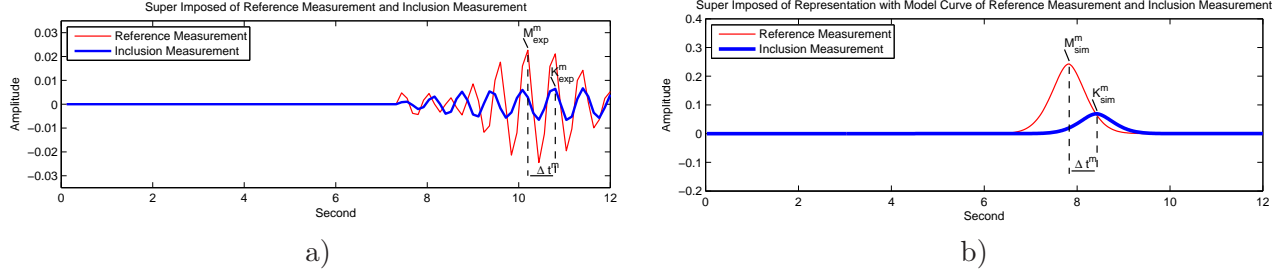 Super Imposed of Reference Measurement and Inclusion Measurement
Reference Measurement
Inclusion Measurement
M^m_exp
K^m_exp
Δ t^m
Amplitude
0.03
0.02
0.01
0
−0.01
−0.02
−0.03
0 2 4 6 8 10 12
Second
a)
Super Imposed of Representation with Model Curve of Reference Measurement and Inclusion Measurement
Reference Measurement
Inclusion Measurement
M^m_sim
K^m_sim
Δ t^m
Amplitude
0.4
0.3
0.2
0.1
0
−0.1
−0.2
0 2 4 6 8 10 12
Second
b)